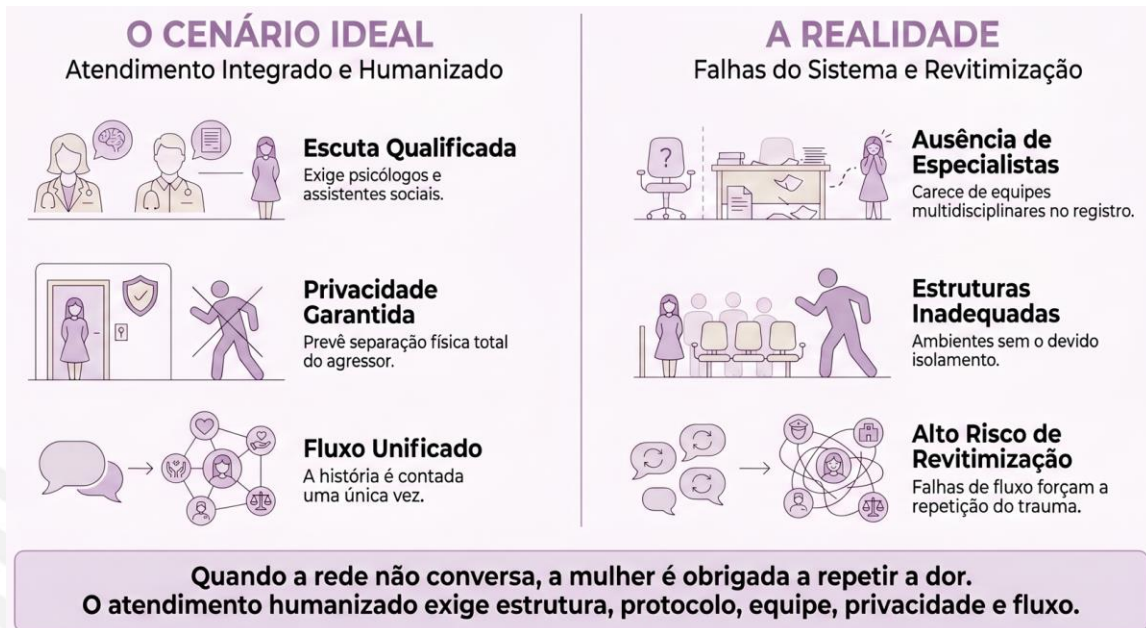 O CENÁRIO IDEAL
Atendimento Integrado e Humanizado
Escuta Qualificada
Exige psicólogos e
assistentes sociais.
Privacidade
Garantida
Prevê separação física total
do agressor.
Fluxo Unificado
A história é contada
uma única vez.
A REALIDADE
Falhas do Sistema e Revitimização
?
Ausência de
Especialistas
Carece de equipes
multidisciplinares no registro.
Estruturas
Inadequadas
Ambientes sem o devido
isolamento.
Alto Risco de
Revitimização
Falhas de fluxo forçam a
repetição do trauma.
Quando a rede não conversa, a mulher é obrigada a repetir a dor.
O atendimento humanizado exige estrutura, protocolo, equipe, privacidade e fluxo.